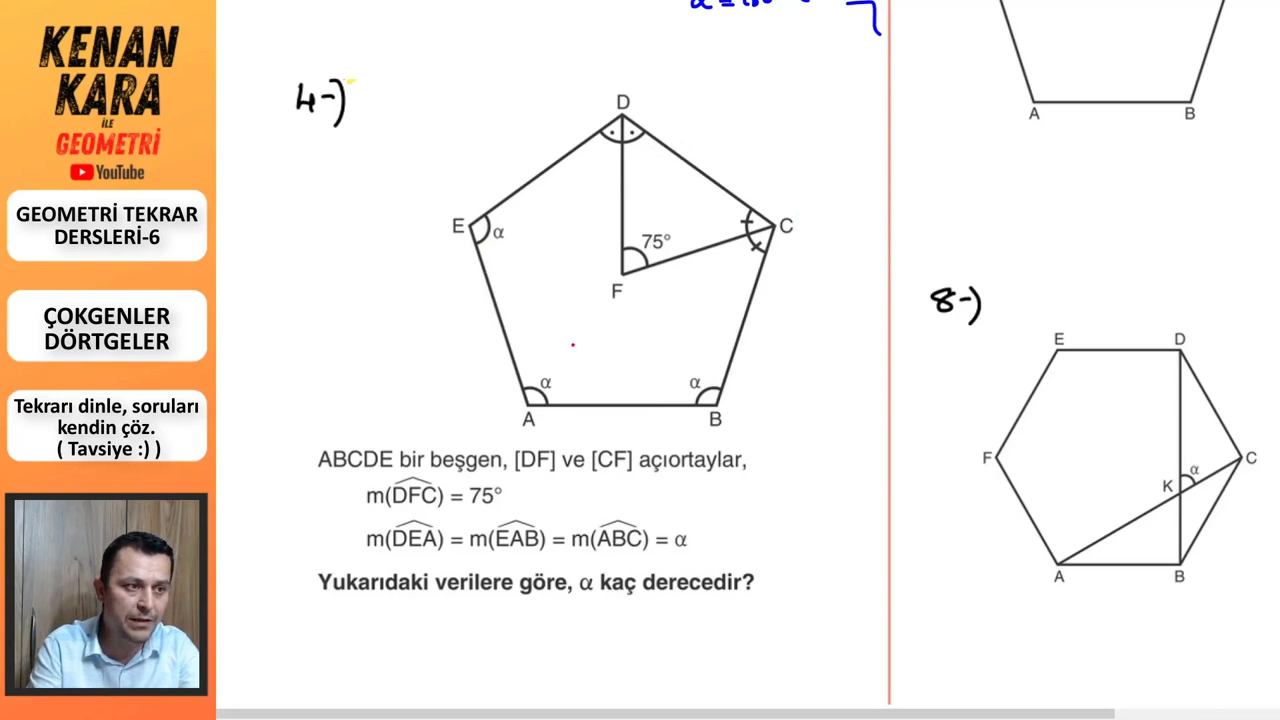 KENAN
KARA
İLE
GEOMETRİ
YouTube
GEOMETRİ TEKRAR
DERSLERİ-6
ÇOKGENLER
DÖRTGELER
Tekrarı dinle, soruları
kendin çöz.
( Tavsiye :) )
4-)
D
E
α
75°
C
F
α
α
A
B
ABCDE bir beşgen, [DF] ve [CF] açıortaylar,
m(DFC) = 75°
m(DEA) = m(EAB) = m(ABC) = α
Yukarıdaki verilere göre, α kaç derecedir?
A
B
8-)
E
D
F
C
α
K
A
B